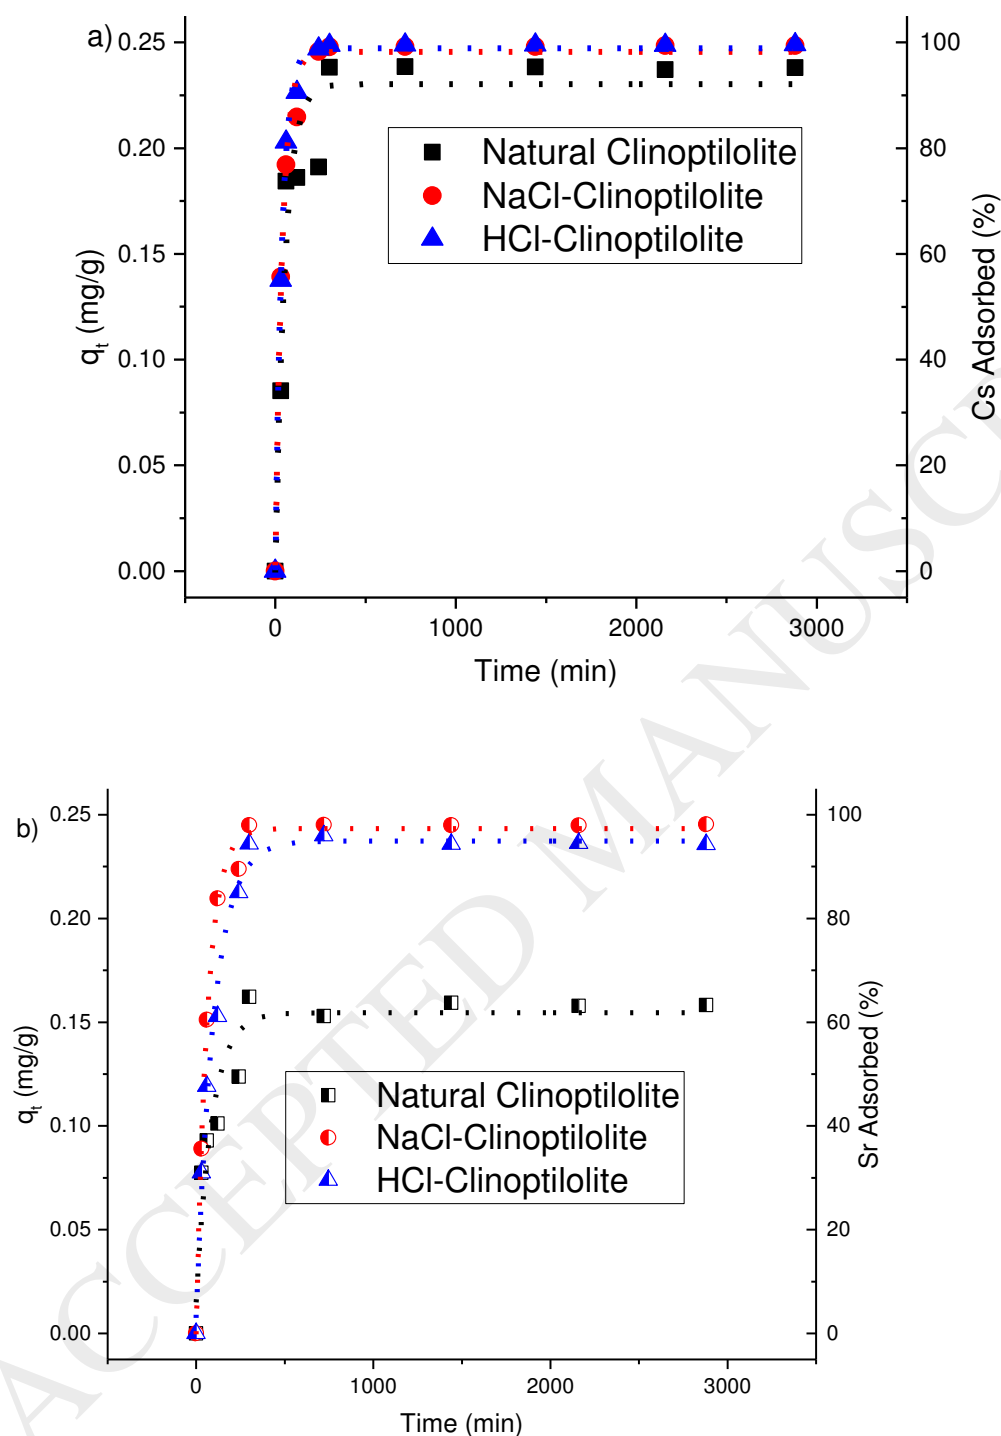 a)
0.25
0.20
0.15
0.10
0.05
0.00
q_t (mg/g)
Natural Clinoptilolite
NaCl-Clinoptilolite
HCl-Clinoptilolite
100
80
60
40
20
0
Cs Adsorbed (%)
0 1000 2000 3000
Time (min)
b)
0.25
0.20
0.15
0.10
0.05
0.00
q_t (mg/g)
Natural Clinoptilolite
NaCl-Clinoptilolite
HCl-Clinoptilolite
100
80
60
40
20
0
Sr Adsorbed (%)
0 1000 2000 3000
Time (min)
ACCEPTED MANUSCRI